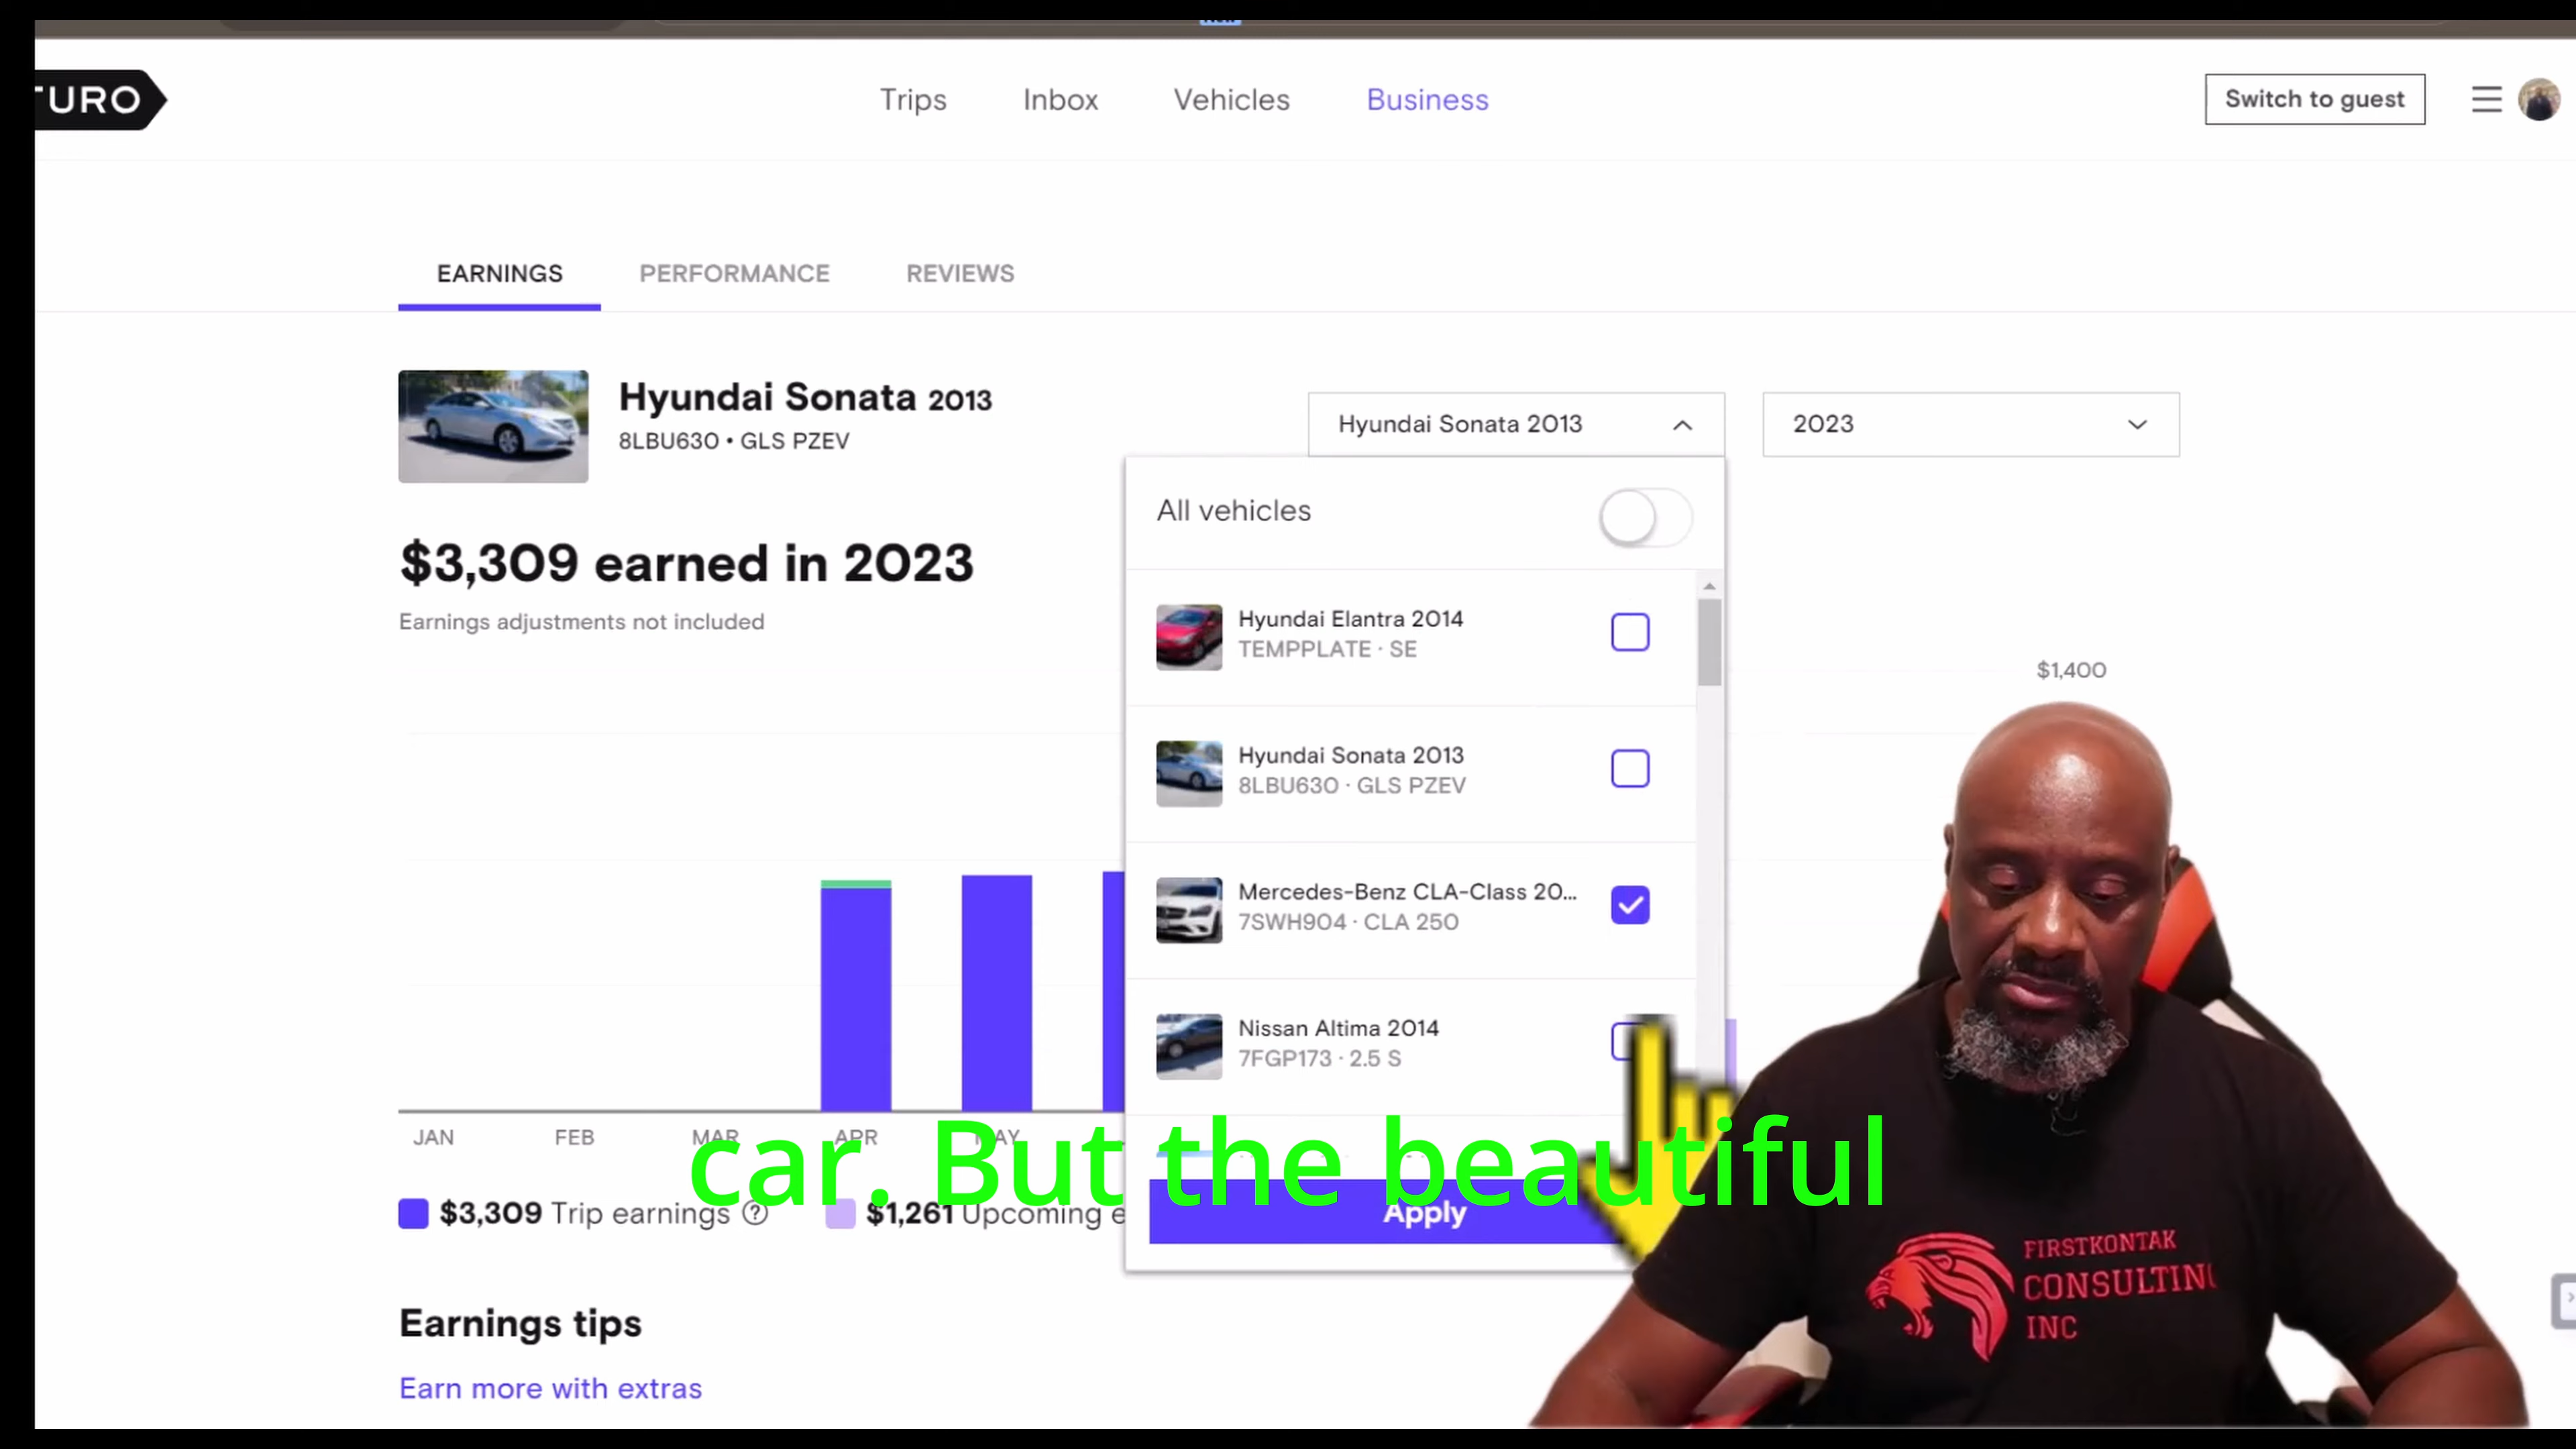 TURO
Trips
Inbox
Vehicles
Business
Switch to guest
EARNINGS
PERFORMANCE
REVIEWS
Hyundai Sonata 2013
8LBU630 • GLS PZEV
Hyundai Sonata 2013
2023
$3,309 earned in 2023
Earnings adjustments not included
All vehicles
Hyundai Elantra 2014
TEMPPLATE · SE
Hyundai Sonata 2013
8LBU630 · GLS PZEV
Mercedes-Benz CLA-Class 20...
7SWH904 · CLA 250
Nissan Altima 2014
7FGP173 · 2.5 S
Apply
$1,400
JAN
FEB
MAR
APR
MAY
car. But the beautiful
$3,309 Trip earnings
$1,261 Upcoming e
Earnings tips
Earn more with extras
FIRSTKONTAK
CONSULTING
INC